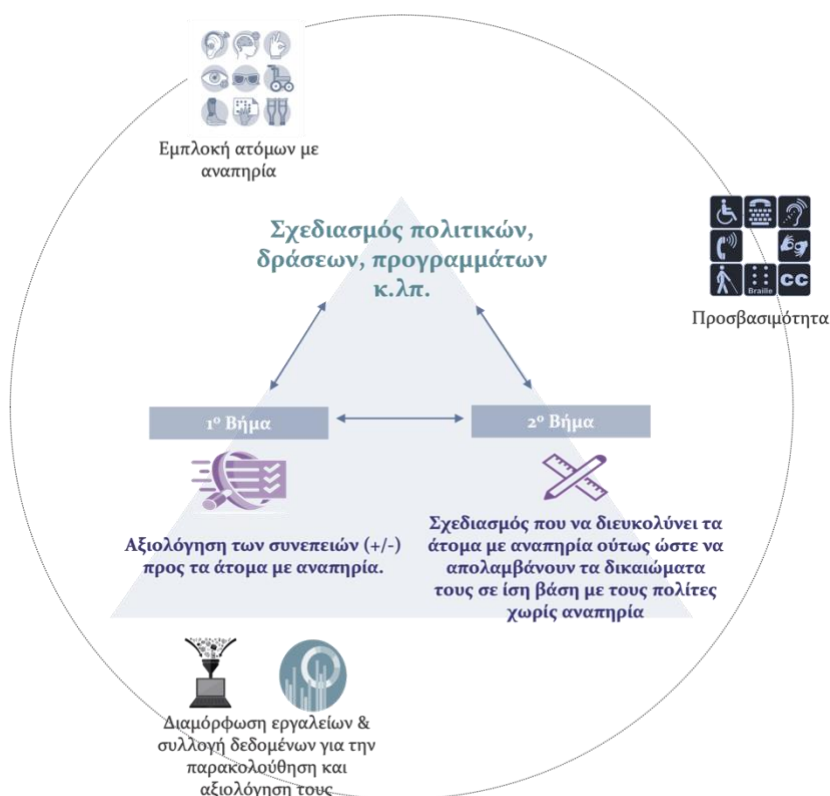 Εμπλοκή ατόμων με
αναπηρία
Braille
CC
Προσβασιμότητα
Σχεδιασμός πολιτικών,
δράσεων, προγραμμάτων
κ.λπ.
1º Βήμα
2º Βήμα
Αξιολόγηση των συνεπειών (+/-)
προς τα άτομα με αναπηρία.
Σχεδιασμός που να διευκολύνει τα
άτομα με αναπηρία ούτως ώστε να
απολαμβάνουν τα δικαιώματα
τους σε ίση βάση με τους πολίτες
χωρίς αναπηρία
Διαμόρφωση εργαλείων &
συλλογή δεδομένων για την
παρακολούθηση και
αξιολόγηση τους